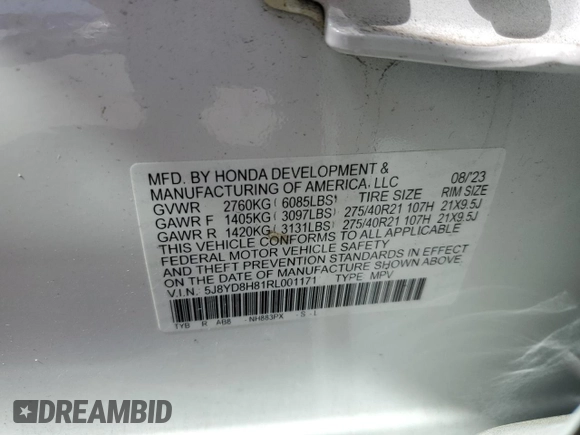 MFD. BY HONDA DEVELOPMENT & 08/'23
MANUFACTURING OF AMERICA, LLC TIRE SIZE RIM SIZE
GVWR 2760KG ( 6085LBS)
GAWR F 1405KG ( 3097LBS) 275/40R21 107H 21X9.5J
GAWR R 1420KG ( 3131LBS) 275/40R21 107H 21X9.5J
THIS VEHICLE CONFORMS TO ALL APPLICABLE
FEDERAL MOTOR VEHICLE SAFETY
AND THEFT PREVENTION STANDARDS IN EFFECT
ON THE DATE OF MANUFACTURE SHOWN ABOVE.
V.I.N. 5J8YD8H81RL001171 TYPE MPV
TYB R AB8 - NH883PX - S - I
DREAMBID